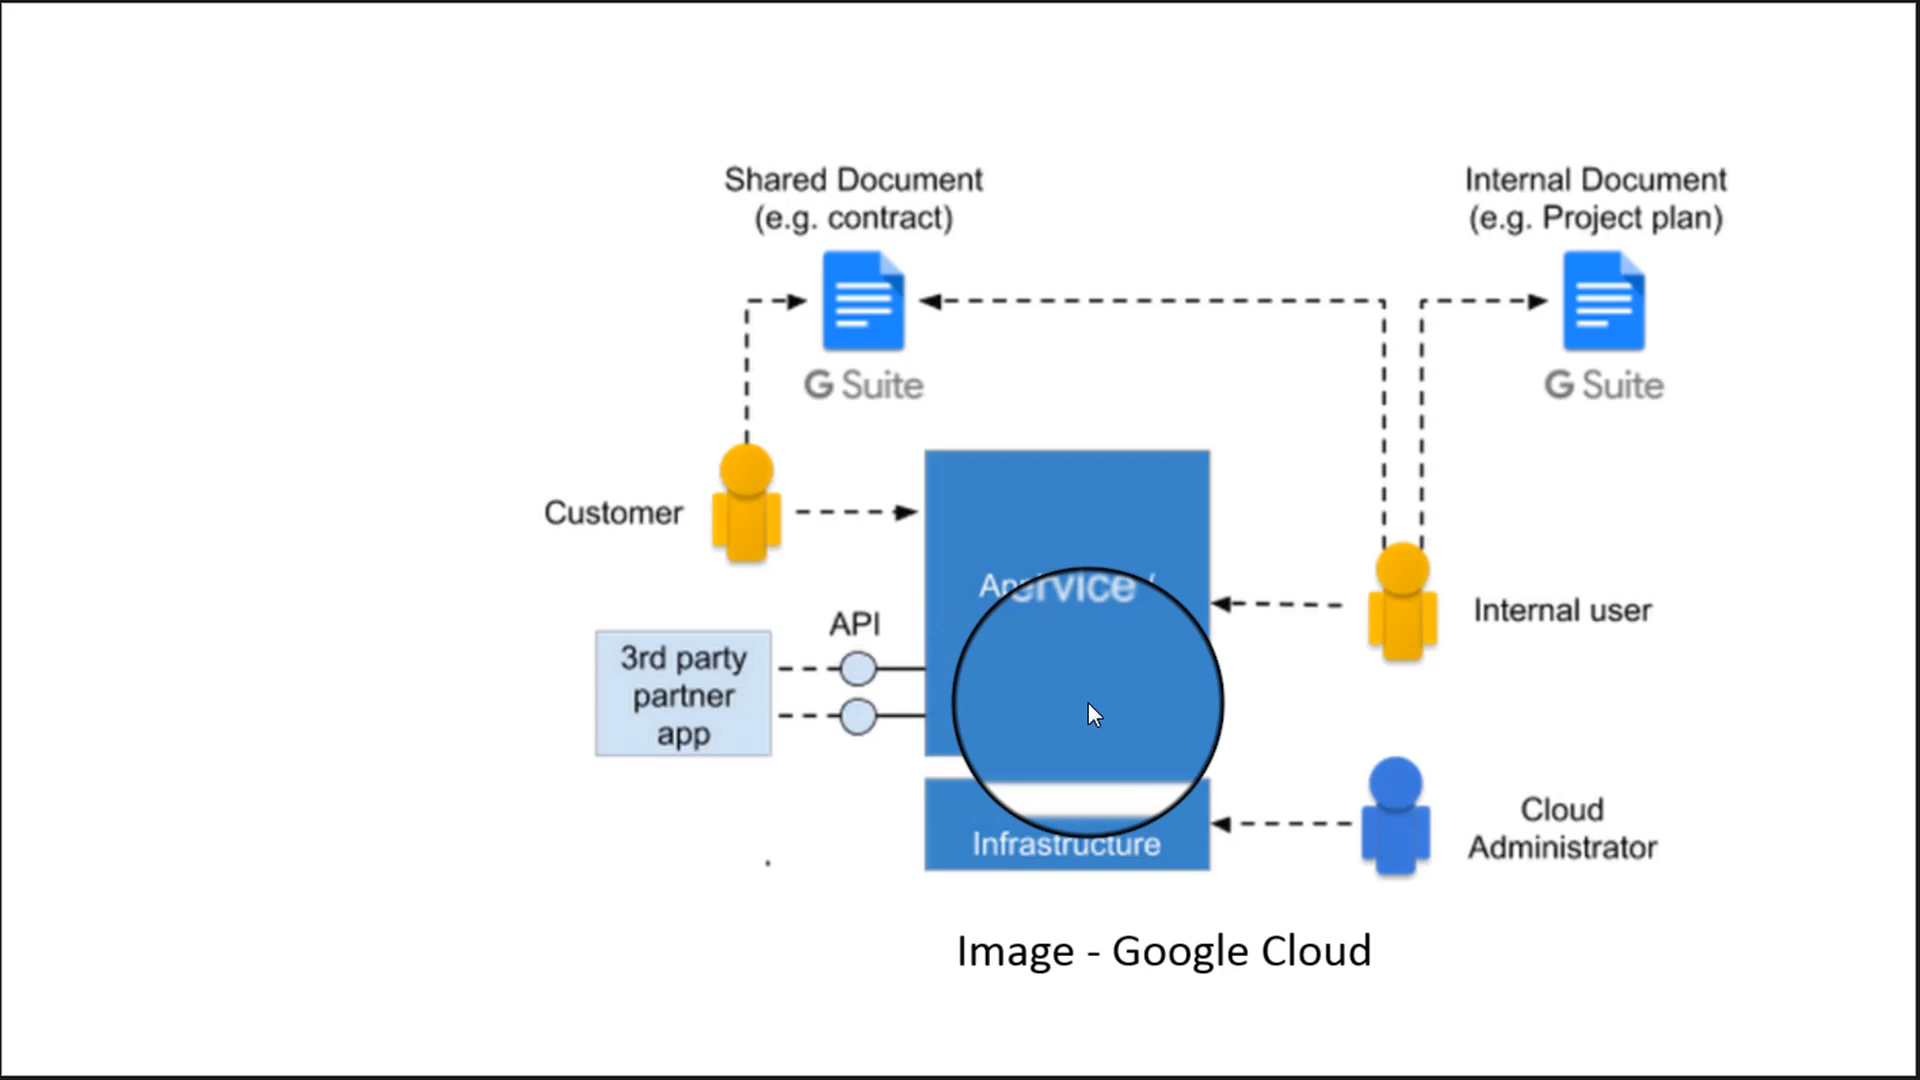 Shared Document
(e.g. contract)
Internal Document
(e.g. Project plan)
G Suite
G Suite
Customer
API
3rd party
partner
app
Internal user
Infrastructure
Cloud
Administrator
Image - Google Cloud